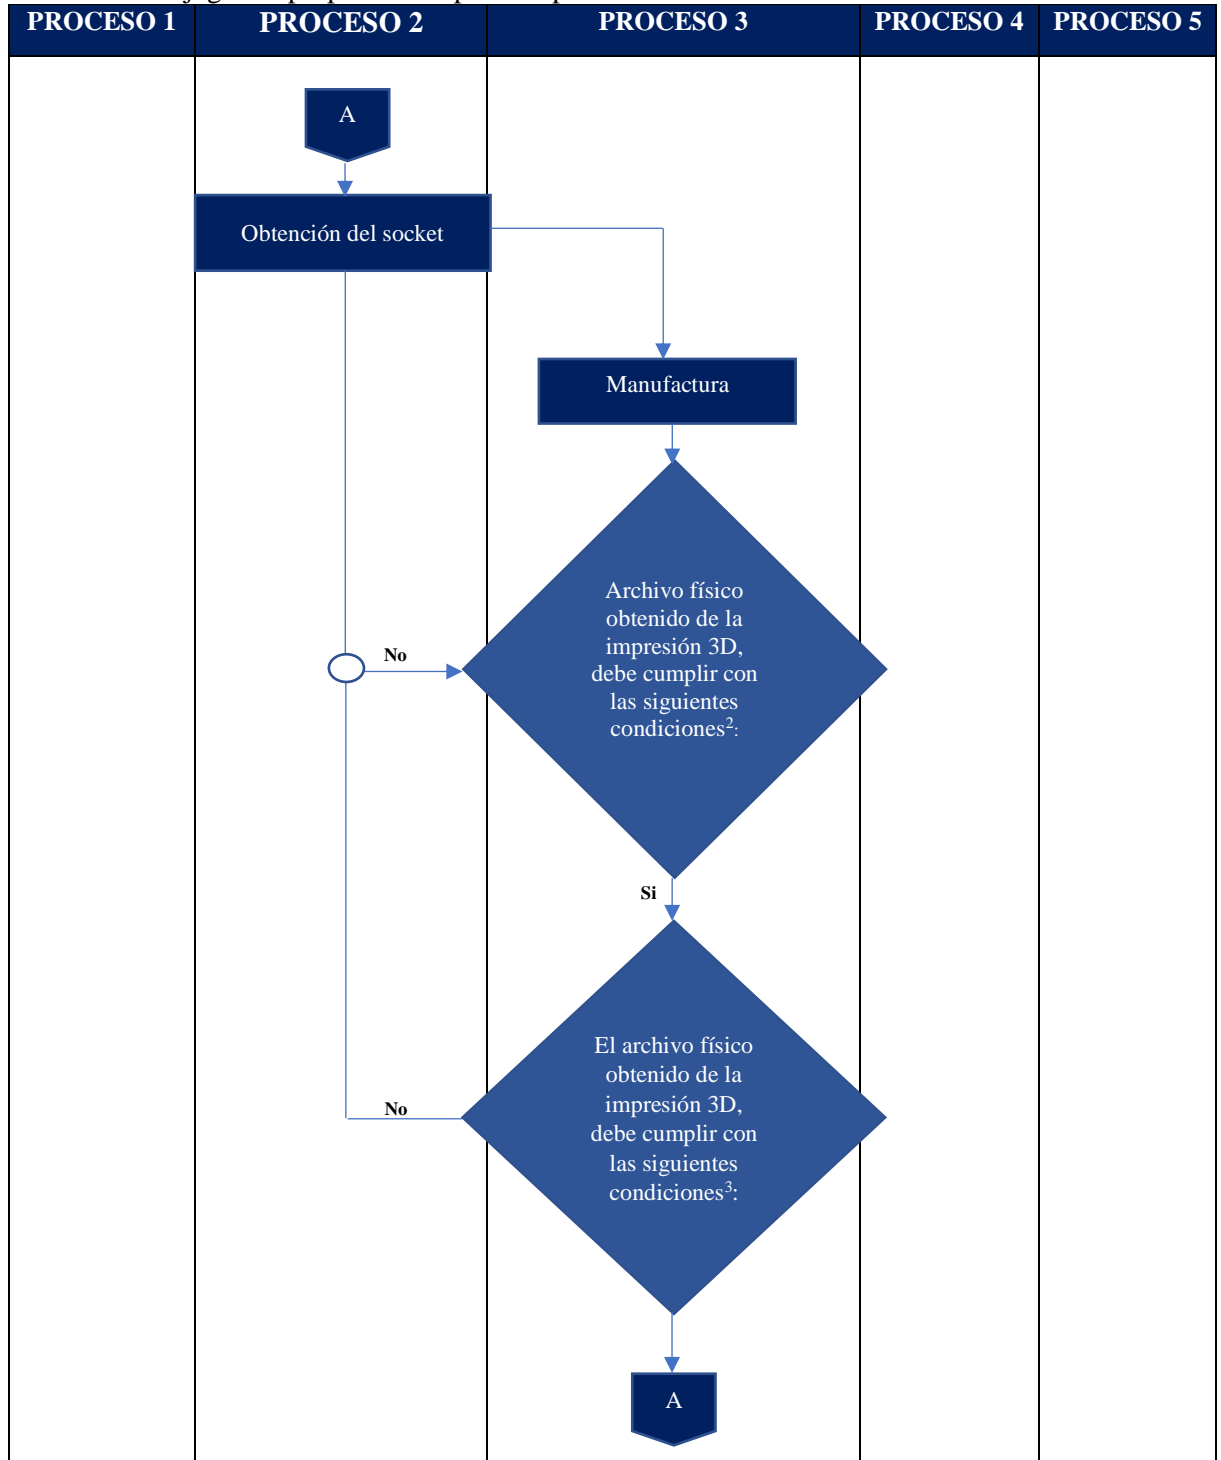 PROCESO 1 PROCESO 2 PROCESO 3 PROCESO 4 PROCESO 5
A
Obtención del socket
Manufactura
Archivo físico
obtenido de la
impresión 3D,
debe cumplir con
las siguientes
condiciones²:
No
Si
El archivo físico
obtenido de la
impresión 3D,
debe cumplir con
las siguientes
condiciones³:
No
A